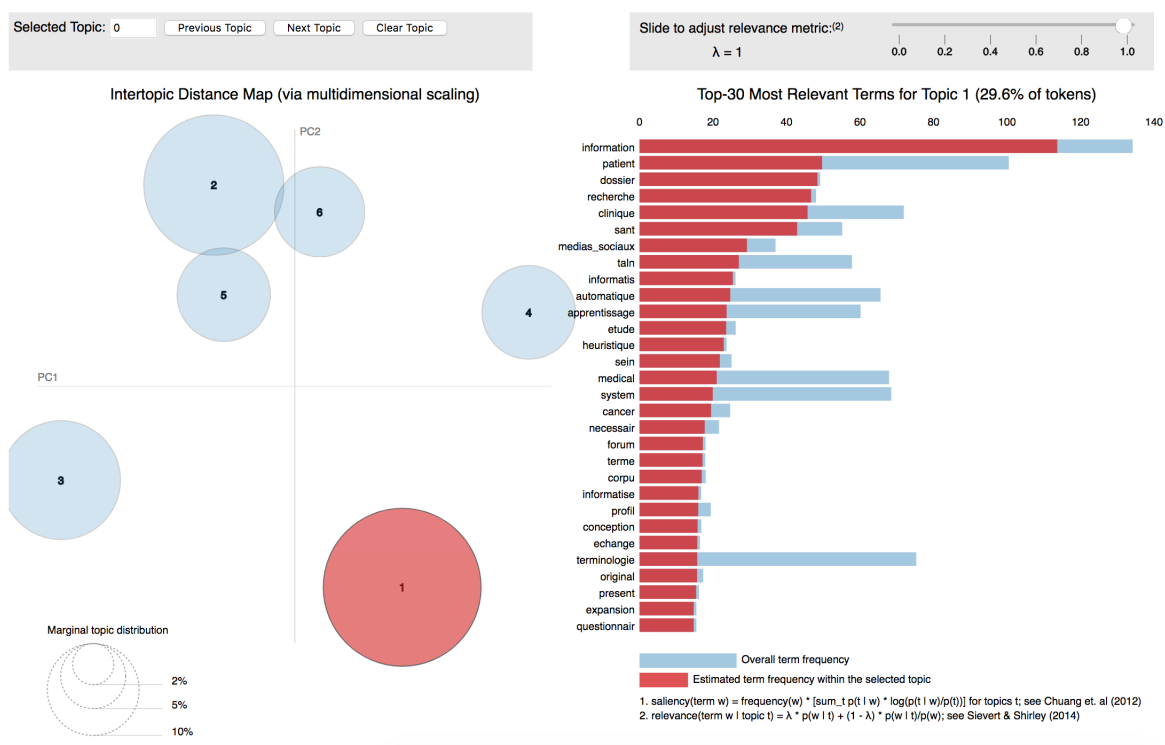 Selected Topic: 0 Previous Topic Next Topic Clear Topic
Slide to adjust relevance metric:(2)
λ = 1
0.0 0.2 0.4 0.6 0.8 1.0
Intertopic Distance Map (via multidimensional scaling)
PC2
PC1
2
6
5
4
3
1
Marginal topic distribution
2%
5%
10%
Top-30 Most Relevant Terms for Topic 1 (29.6% of tokens)
0 20 40 60 80 100 120 140
information
patient
dossier
recherche
clinique
sant
medias_sociaux
taln
informatis
automatique
apprentissage
etude
heuristique
sein
medical
system
cancer
necessair
forum
terme
corpu
informatise
profil
conception
echange
terminologie
original
present
expansion
questionnair
Overall term frequency
Estimated term frequency within the selected topic
1. saliency(term w) = frequency(w) * [sum_t p(t | w) * log(p(t | w)/p(t))] for topics t; see Chuang et. al (2012)
2. relevance(term w | topic t) = λ * p(w | t) + (1 - λ) * p(w | t)/p(w); see Sievert & Shirley (2014)